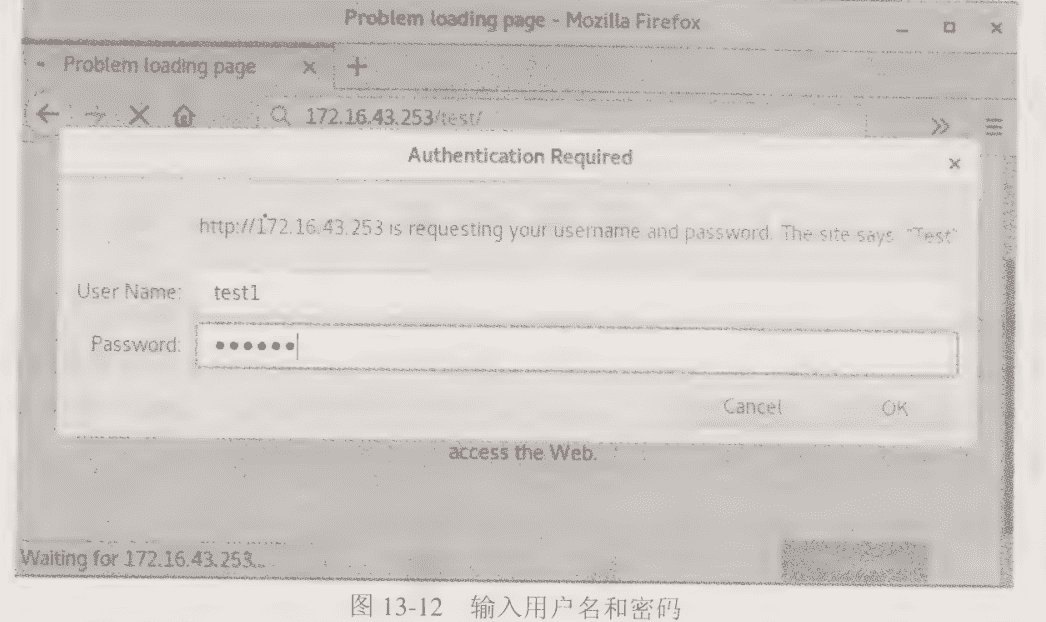 Problem loading page - Mozilla Firefox
Problem loading page
172.16.43.253/test/
Authentication Required
http://172.16.43.253 is requesting your username and password. The site says: "Test"
User Name: test1
Password: ••••••
Cancel OK
access the Web.
Waiting for 172.16.43.253...
图 13-12 输入用户名和密码